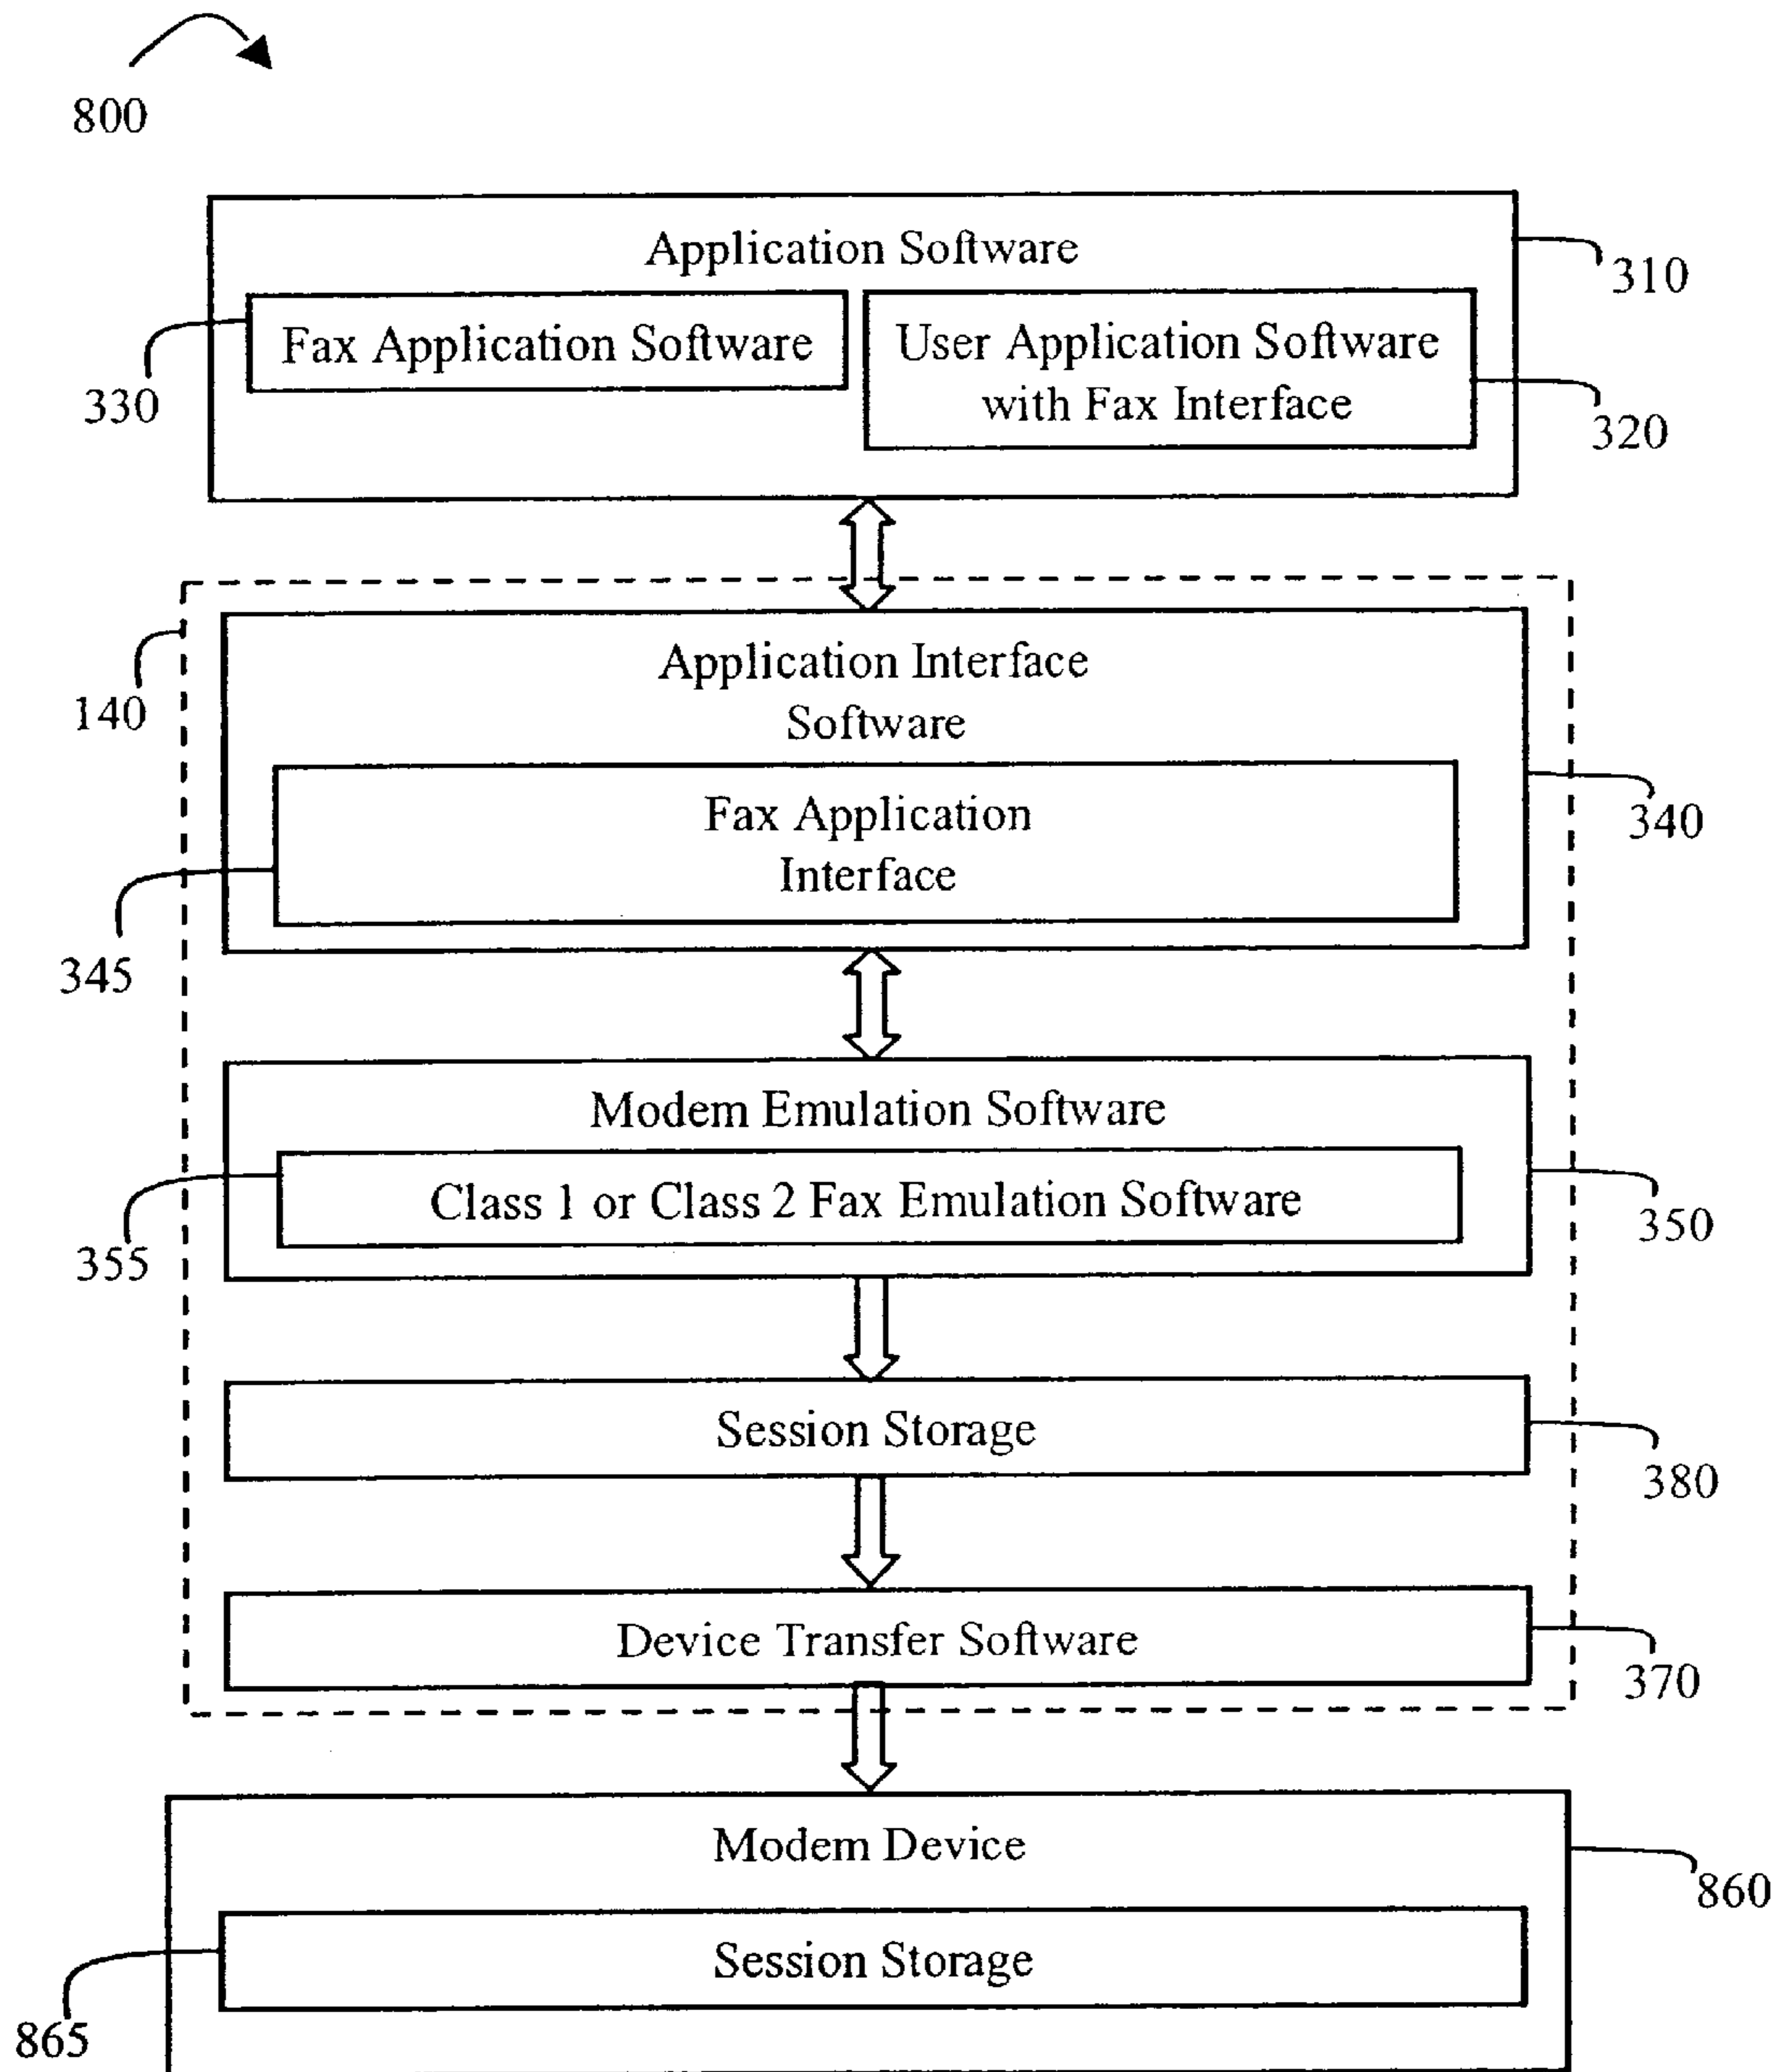 800
Application Software
310
Fax Application Software
330
User Application Software
with Fax Interface
320
140
Application Interface
Software
340
Fax Application
Interface
345
Modem Emulation Software
350
Class 1 or Class 2 Fax Emulation Software
355
Session Storage
380
Device Transfer Software
370
Modem Device
860
Session Storage
865